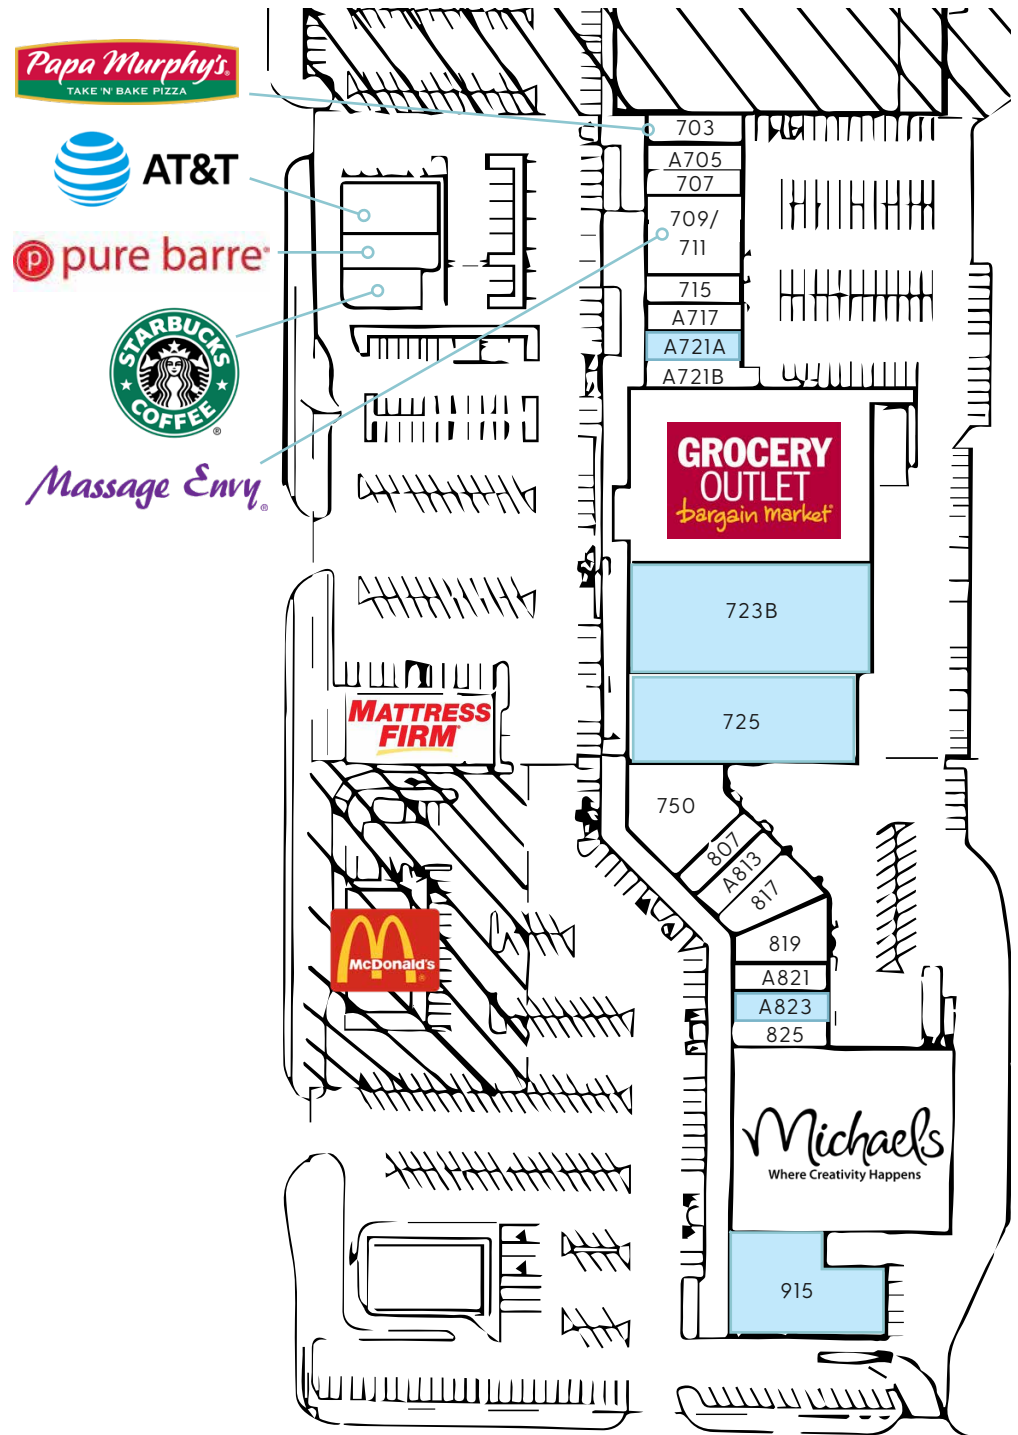 Papa Murphy's®
TAKE 'N' BAKE PIZZA
AT&T
p pure barre®
STARBUCKS
COFFEE
®
Massage Envy®
703
A705
707
709/
711
715
A717
A721A
A721B
GROCERY
OUTLET
bargain market®
723B
725
MATTRESS
FIRM®
750
807
A813
817
819
A821
A823
825
McDonald's
®
Michaels
Where Creativity Happens
915